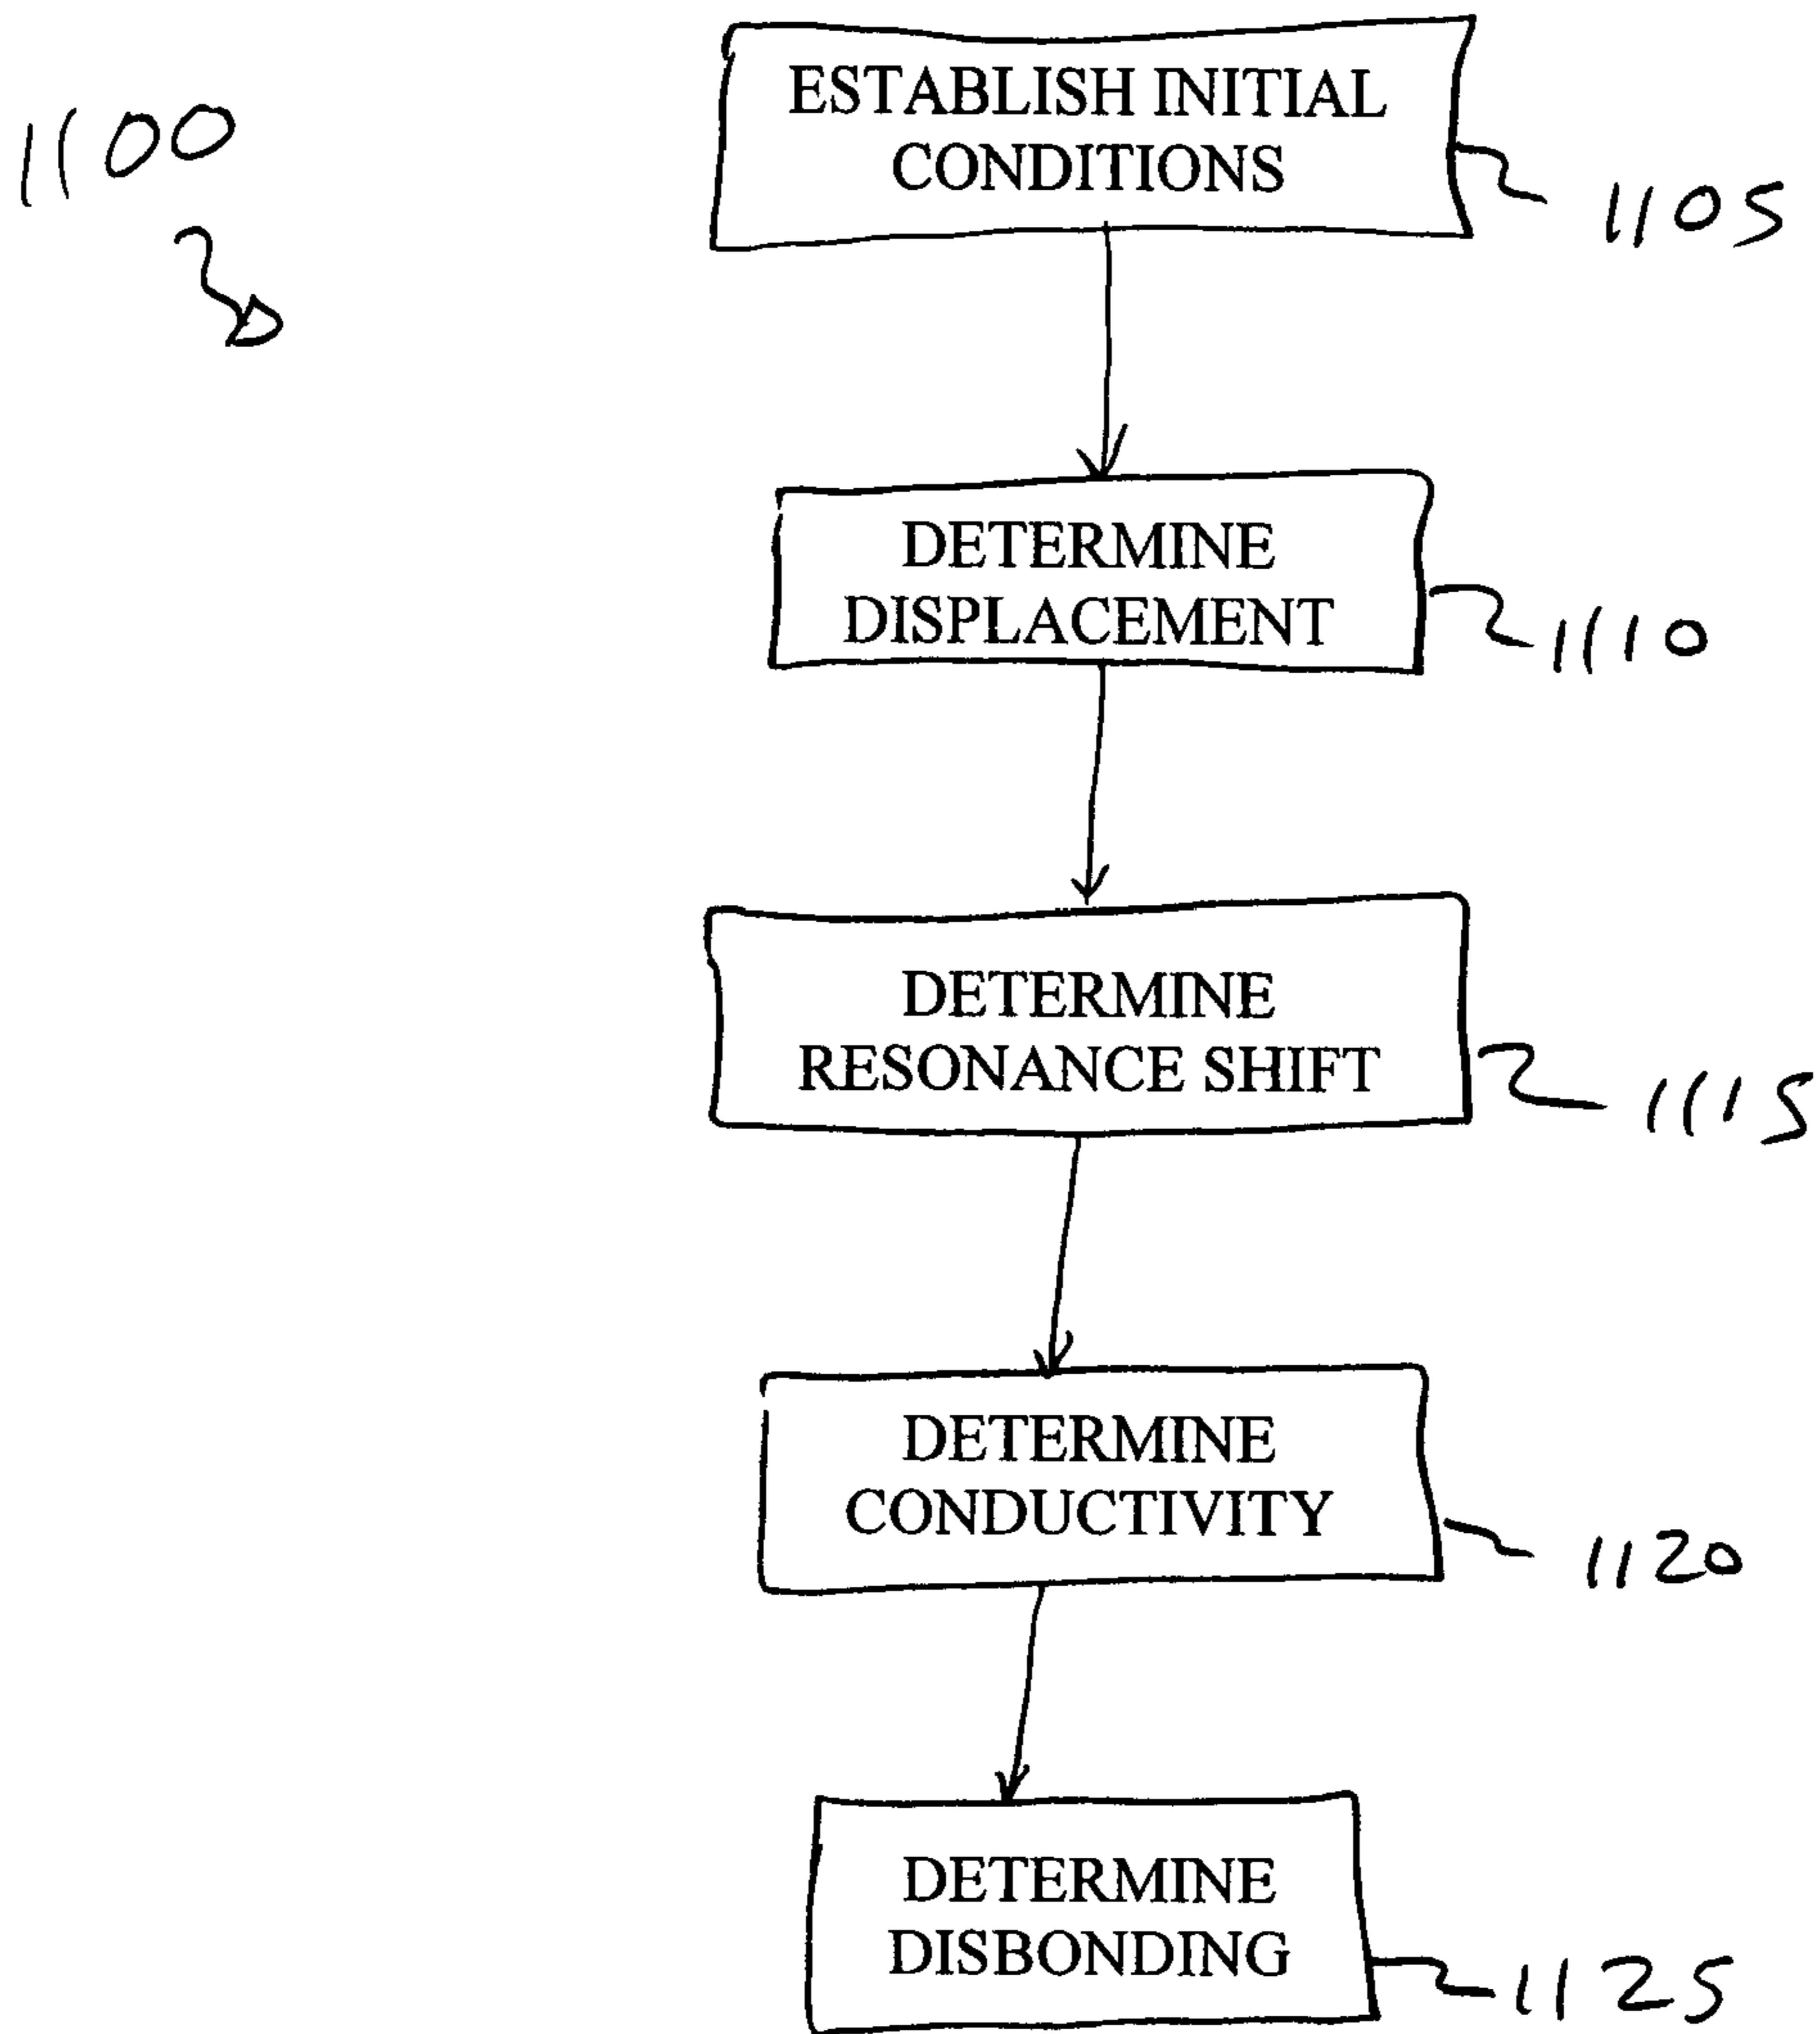 1100
ESTABLISH INITIAL
CONDITIONS
1105
DETERMINE
DISPLACEMENT
1110
DETERMINE
RESONANCE SHIFT
1115
DETERMINE
CONDUCTIVITY
1120
DETERMINE
DISBONDING
1125